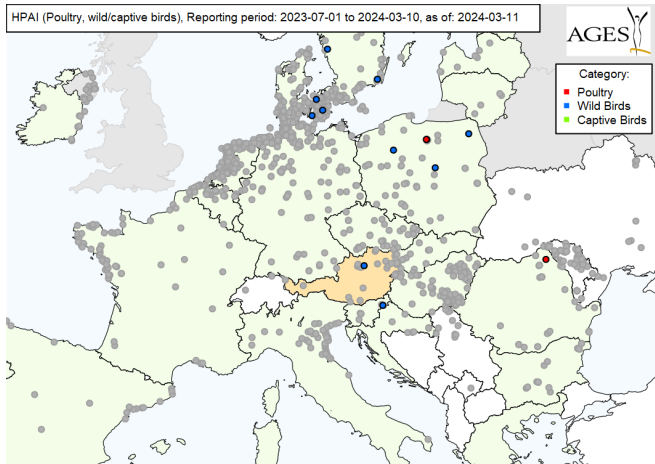 HPAI (Poultry, wild/captive birds), Reporting period: 2023-07-01 to 2024-03-10, as of: 2024-03-11
AGES
Category:
Poultry
Wild Birds
Captive Birds